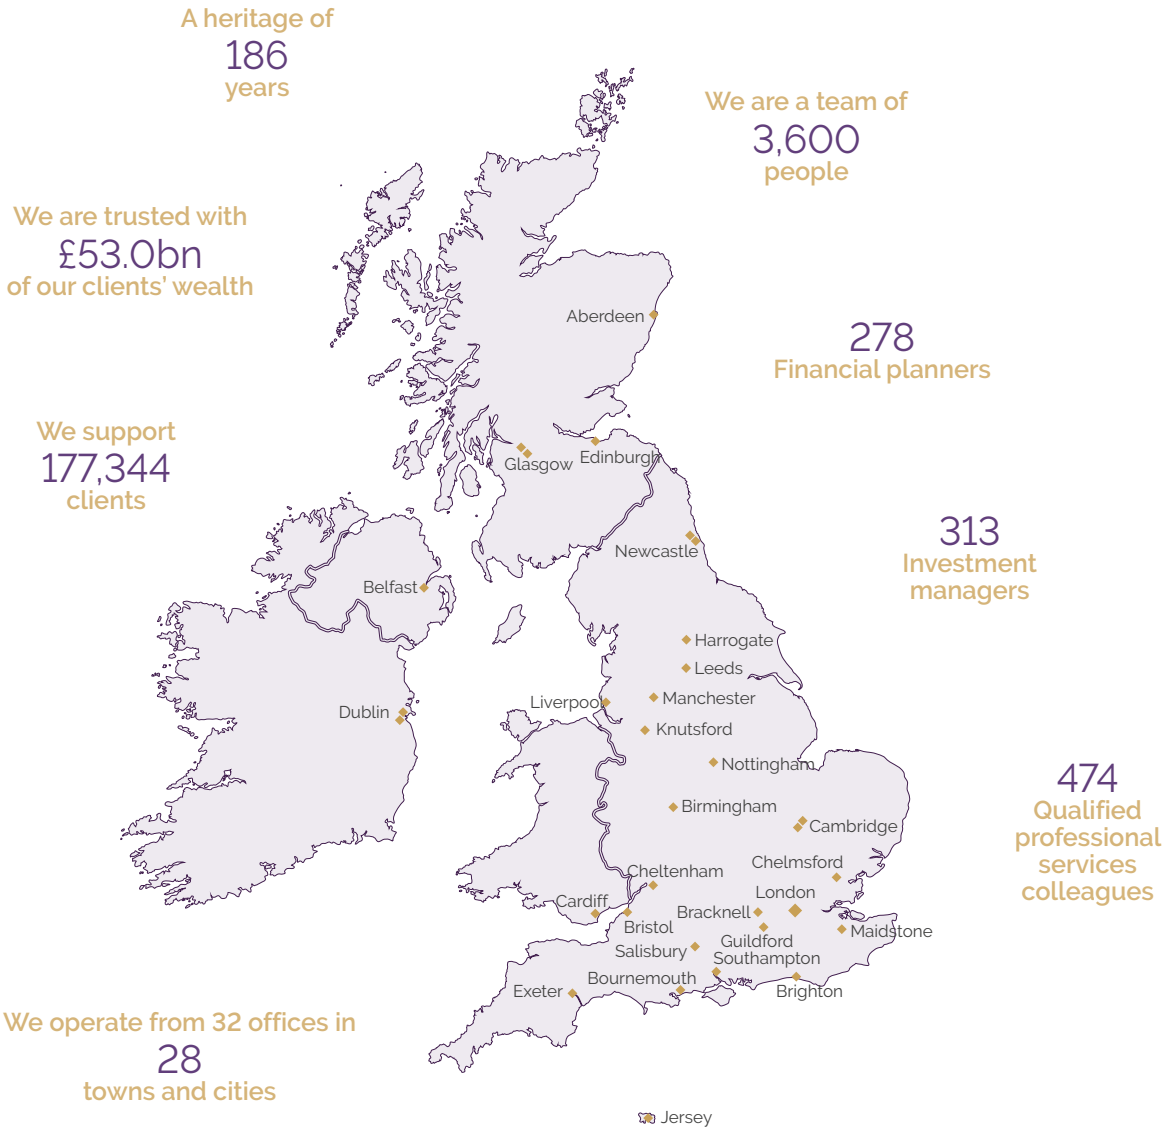 A heritage of
186
years
We are a team of
3,600
people
We are trusted with
£53.0bn
of our clients' wealth
Aberdeen
278
Financial planners
We support
177,344
clients
Glasgow
Edinburgh
313
Investment
managers
Newcastle
Belfast
Harrogate
Leeds
Liverpool
Manchester
Dublin
Knutsford
Nottingham
474
Qualified
professional
services
colleagues
Birmingham
Cambridge
Chelmsford
Cheltenham
London
Cardiff
Bracknell
Bristol
Maidstone
Guildford
Salisbury
Southampton
Bournemouth
Exeter
Brighton
We operate from 32 offices in
28
towns and cities
Jersey